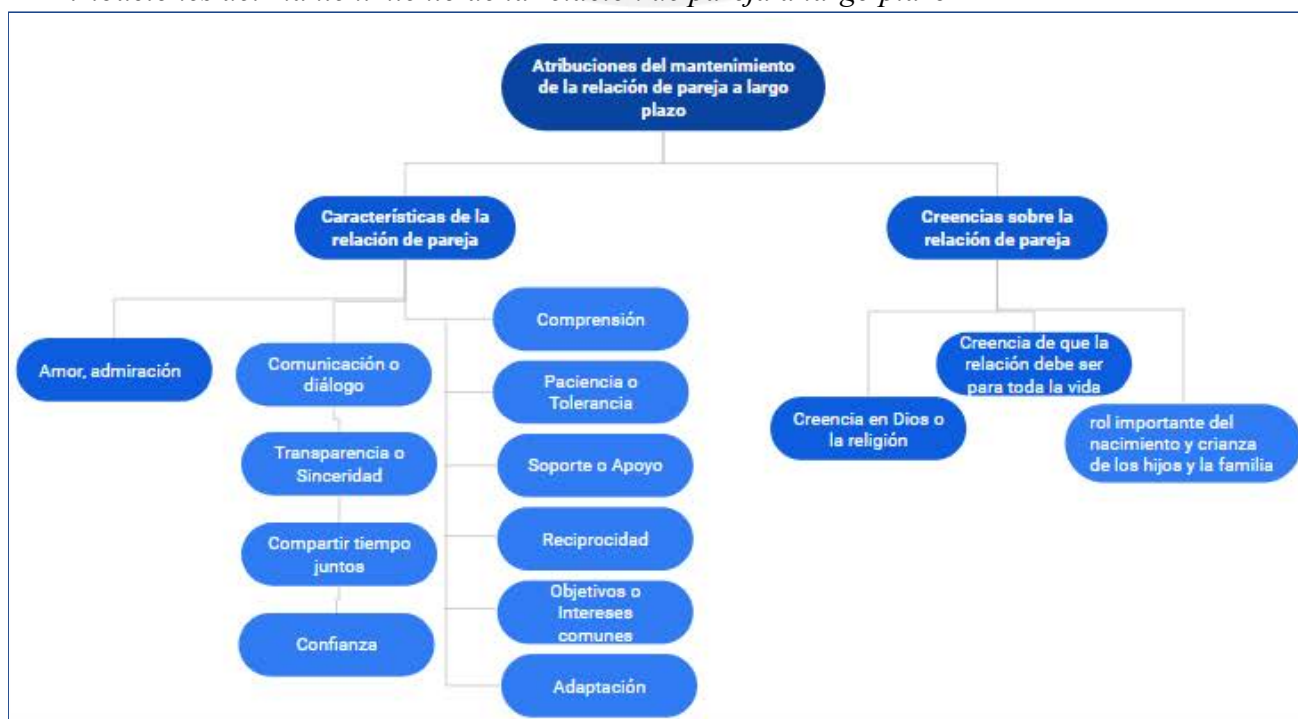 Atribuciones del mantenimiento
de la relación de pareja a largo
plazo
Características de la
relación de pareja
Creencias sobre la
relación de pareja
Amor, admiración
Comunicación o
diálogo
Transparencia o
Sinceridad
Compartir tiempo
juntos
Confianza
Comprensión
Paciencia o
Tolerancia
Soporte o Apoyo
Reciprocidad
Objetivos o
Intereses
comunes
Adaptación
Creencia en Dios o
la religión
Creencia de que la
relación debe ser
para toda la vida
rol importante del
nacimiento y crianza
de los hijos y la familia